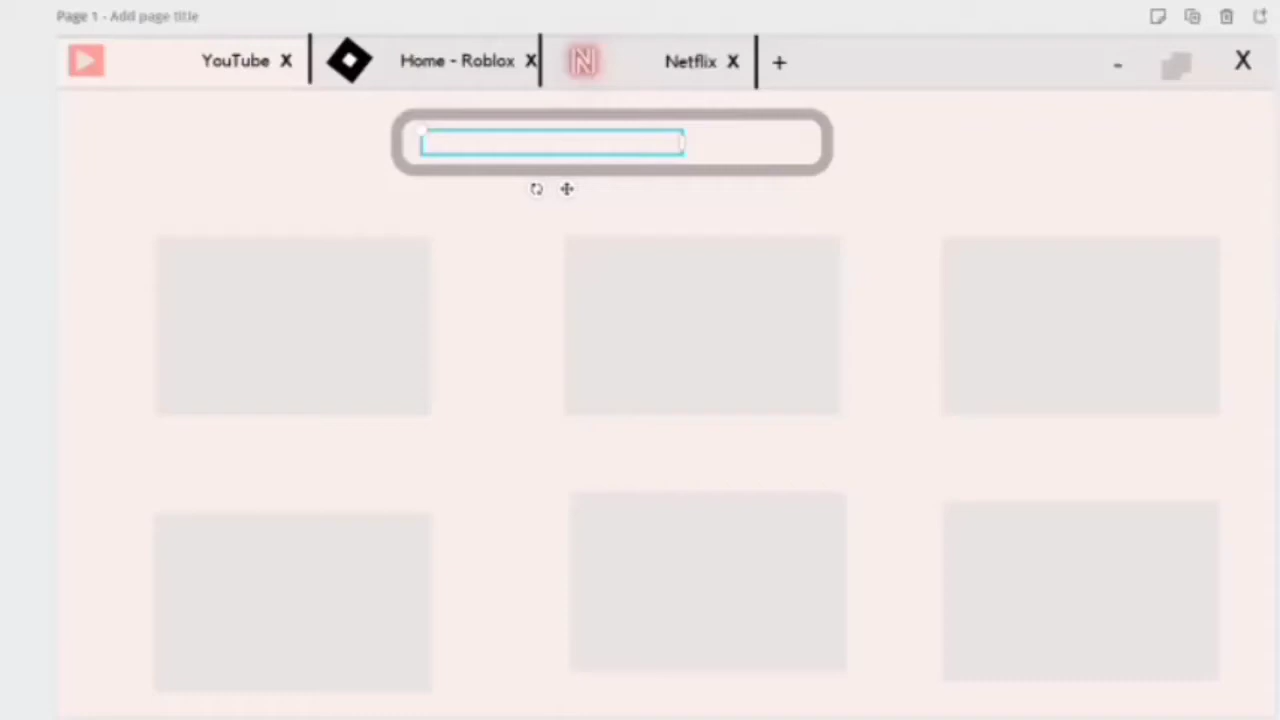 Page 1 - Add page title
YouTube X Home - Roblox X N Netflix X + - X